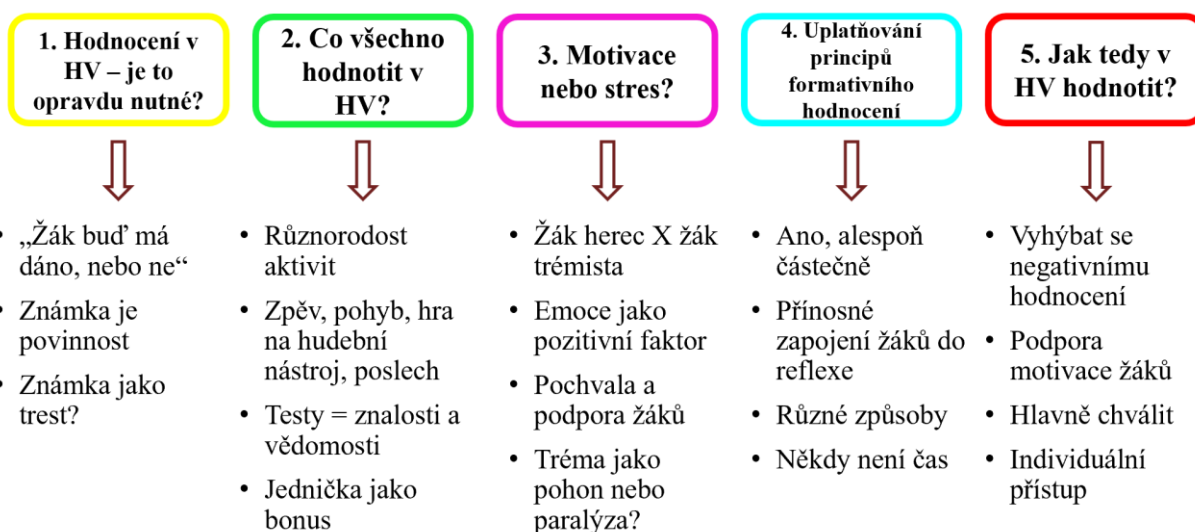 1. Hodnocení v
HV – je to
opravdu nutné?
• „Žák buď má
dáno, nebo ne“
• Známka je
povinnost
• Známka jako
trest?
2. Co všechno
hodnotit v
HV?
• Různorodost
aktivit
• Zpěv, pohyb, hra
na hudební
nástroj, poslech
• Testy = znalosti a
vědomosti
• Jednička jako
bonus
3. Motivace
nebo stres?
• Žák herec X žák
trémista
• Emoce jako
pozitivní faktor
• Pochvala a
podpora žáků
• Tréma jako
pohon nebo
paralýza?
4. Uplatňování
principů
formativního
hodnocení
• Ano, alespoň
částečně
• Přínosné
zapojení žáků do
reflexe
• Různé způsoby
• Někdy není čas
5. Jak tedy v
HV hodnotit?
• Vyhýbat se
negativnímu
hodnocení
• Podpora
motivace žáků
• Hlavně chválit
• Individuální
přístup